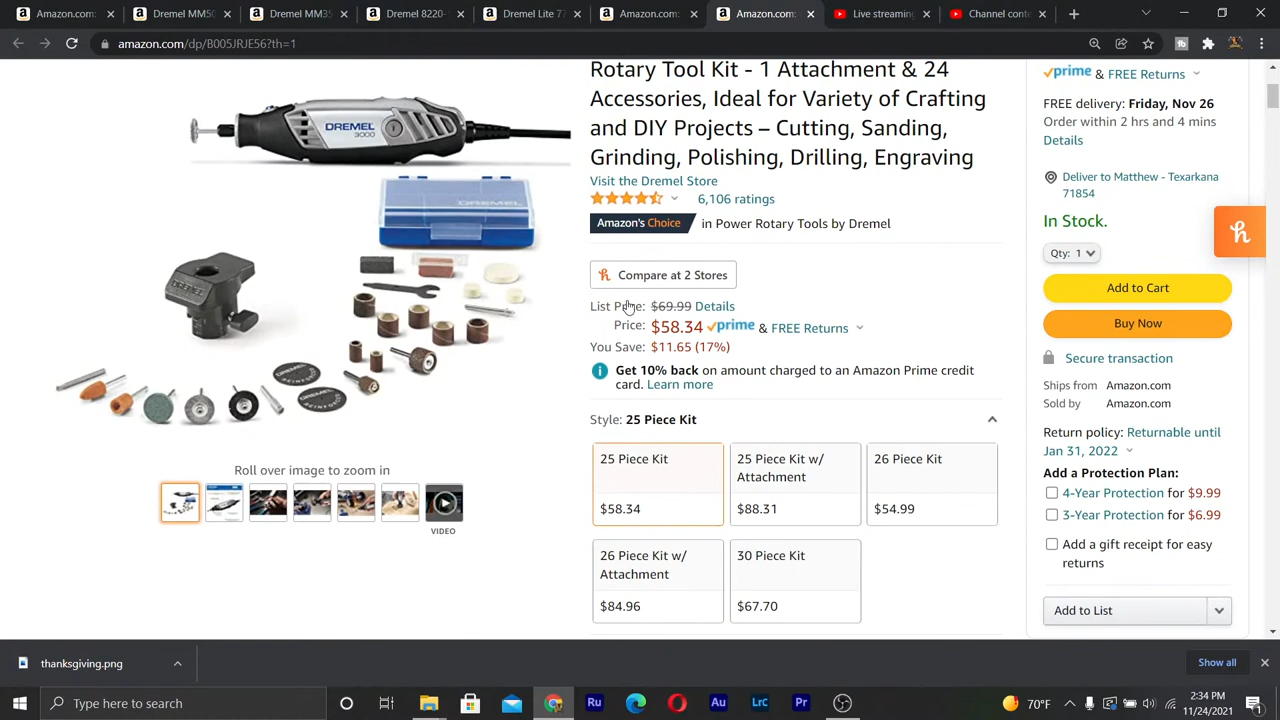 Amazon.com:
Dremel MM50
Dremel MM35
Dremel 8220-
Dremel Lite 77
Amazon.com:
Amazon.com:
Live streaming
Channel conte
amazon.com/dp/B005JRJE56?th=1
Rotary Tool Kit - 1 Attachment & 24
Accessories, Ideal for Variety of Crafting
and DIY Projects – Cutting, Sanding,
Grinding, Polishing, Drilling, Engraving
Visit the Dremel Store
6,106 ratings
Amazon's Choice in Power Rotary Tools by Dremel
Compare at 2 Stores
List Price: $69.99 Details
Price: $58.34 prime & FREE Returns
You Save: $11.65 (17%)
Get 10% back on amount charged to an Amazon Prime credit
card. Learn more
Style: 25 Piece Kit
25 Piece Kit
$58.34
25 Piece Kit w/
Attachment
$88.31
26 Piece Kit
$54.99
26 Piece Kit w/
Attachment
$84.96
30 Piece Kit
$67.70
DREMEL
3000
DREMEL
Roll over image to zoom in
VIDEO
prime & FREE Returns
FREE delivery: Friday, Nov 26
Order within 2 hrs and 4 mins
Details
Deliver to Matthew - Texarkana
71854
In Stock.
Qty: 1
Add to Cart
Buy Now
Secure transaction
Ships from Amazon.com
Sold by Amazon.com
Return policy: Returnable until
Jan 31, 2022
Add a Protection Plan:
4-Year Protection for $9.99
3-Year Protection for $6.99
Add a gift receipt for easy
returns
Add to List
thanksgiving.png
Show all
Type here to search
Ru
Au
LrC
Pr
70°F
2:34 PM
11/24/2021